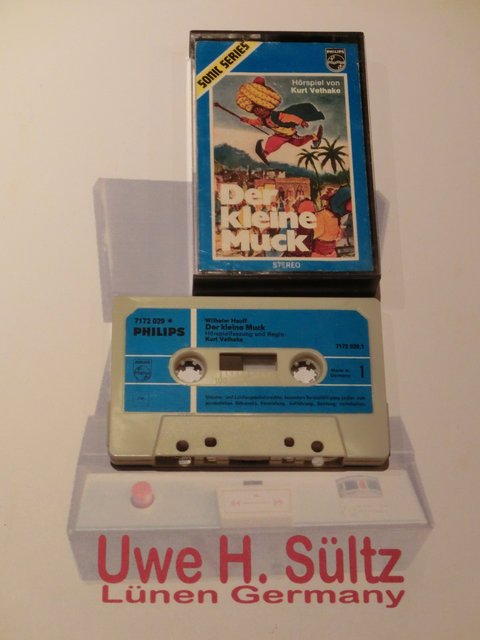 SONIC SERIES
PHILIPS
Hörspiel von
Kurt Vethake
Der
kleine
Muck
STEREO
7172 029
PHILIPS
Wilhelm Hauff
Der kleine Muck
Hörspielfassung und Regie:
Kurt Vethake
7172 029.1
Made in
Germany
1
Uwe H. Sültz
Lünen Germany